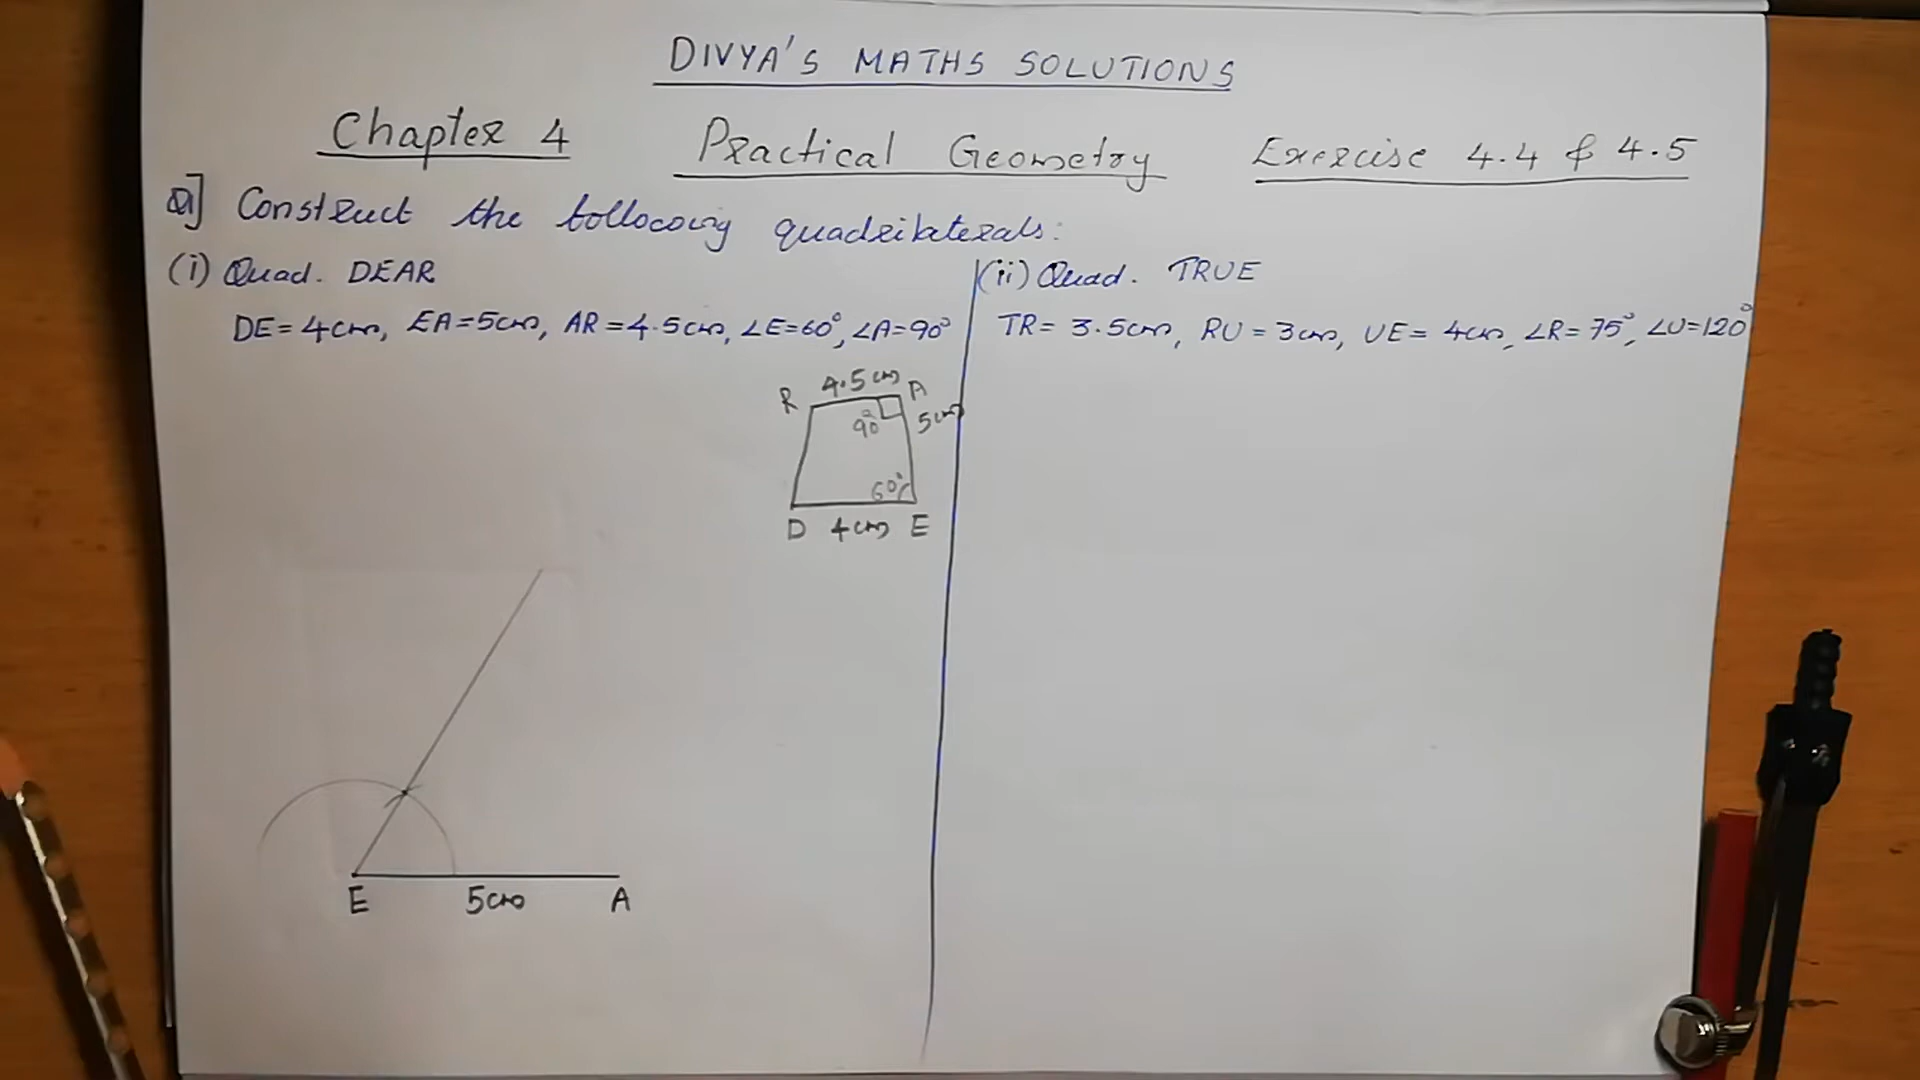 DIVYA'S MATHS SOLUTIONS
Chapter 4 Practical Geometry Exercise 4.4 & 4.5
Q1] Construct the following quadrilaterals:
(i) Quad. DEAR
DE = 4cm, EA = 5cm, AR = 4.5cm, ∠E = 60°, ∠A = 90°
(ii) Quad. TRUE
TR = 3.5cm, RU = 3cm, UE = 4cm, ∠R = 75°, ∠U = 120°
R 4.5cm A
90° 5cm
60°
D 4cm E
E 5cm A